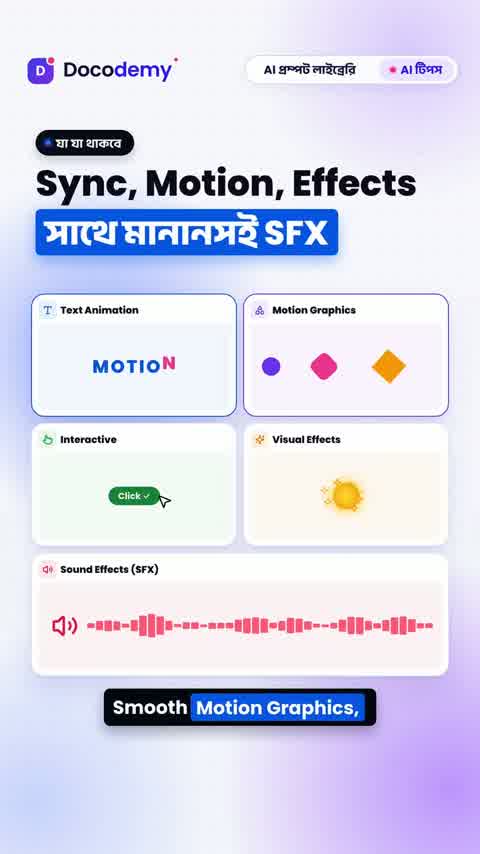 D Docodemy
AI প্রম্পট লাইব্রেরি
AI টিপস
যা যা থাকবে
Sync, Motion, Effects
সাথে মানানসই SFX
Text Animation
Motion Graphics
MOTION
Interactive
Visual Effects
Click ✓
Sound Effects (SFX)
Smooth Motion Graphics,